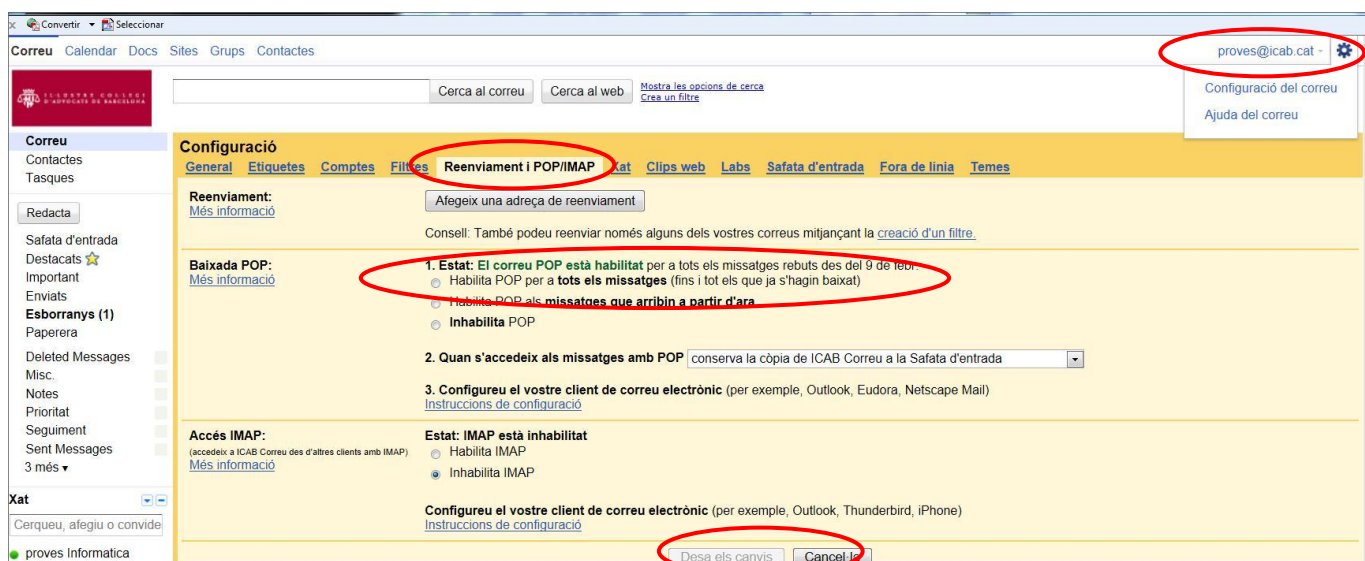 x Convertir Seleccionar
Correu Calendar Docs Sites Grups Contactes proves@icab.cat
IL·LUSTRE COL·LEGI
D'ADVOCATS DE BARCELONA
Cerca al correu Cerca al web Mostra les opcions de cerca
Crea un filtre
Configuració del correu
Ajuda del correu
Correu
Contactes
Tasques
Redacta
Safata d'entrada
Destacats
Important
Enviats
Esborranys (1)
Paperera
Deleted Messages
Misc.
Notes
Prioritat
Seguiment
Sent Messages
3 més
Xat
Cerqueu, afegiu o convide
proves Informatica
Configuració
General Etiquetes Comptes Filtres Reenviament i POP/IMAP Xat Clips web Labs Safata d'entrada Fora de línia Temes
Reenviament:
Més informació
Afegeix una adreça de reenviament
Consell: També podeu reenviar només alguns dels vostres correus mitjançant la creació d'un filtre.
Baixada POP:
Més informació
1. Estat: El correu POP està habilitat per a tots els missatges rebuts des del 9 de febr.
Habilita POP per a tots els missatges (fins i tot els que ja s'hagin baixat)
Habilita POP als missatges que arribin a partir d'ara
Inhabilita POP
2. Quan s'accedeix als missatges amb POP conserva la còpia de ICAB Correu a la Safata d'entrada
3. Configureu el vostre client de correu electrònic (per exemple, Outlook, Eudora, Netscape Mail)
Instruccions de configuració
Accés IMAP:
(accedeix a ICAB Correu des d'altres clients amb IMAP)
Més informació
Estat: IMAP està inhabilitat
Habilita IMAP
Inhabilita IMAP
Configureu el vostre client de correu electrònic (per exemple, Outlook, Thunderbird, iPhone)
Instruccions de configuració
Desa els canvis Cancel·la